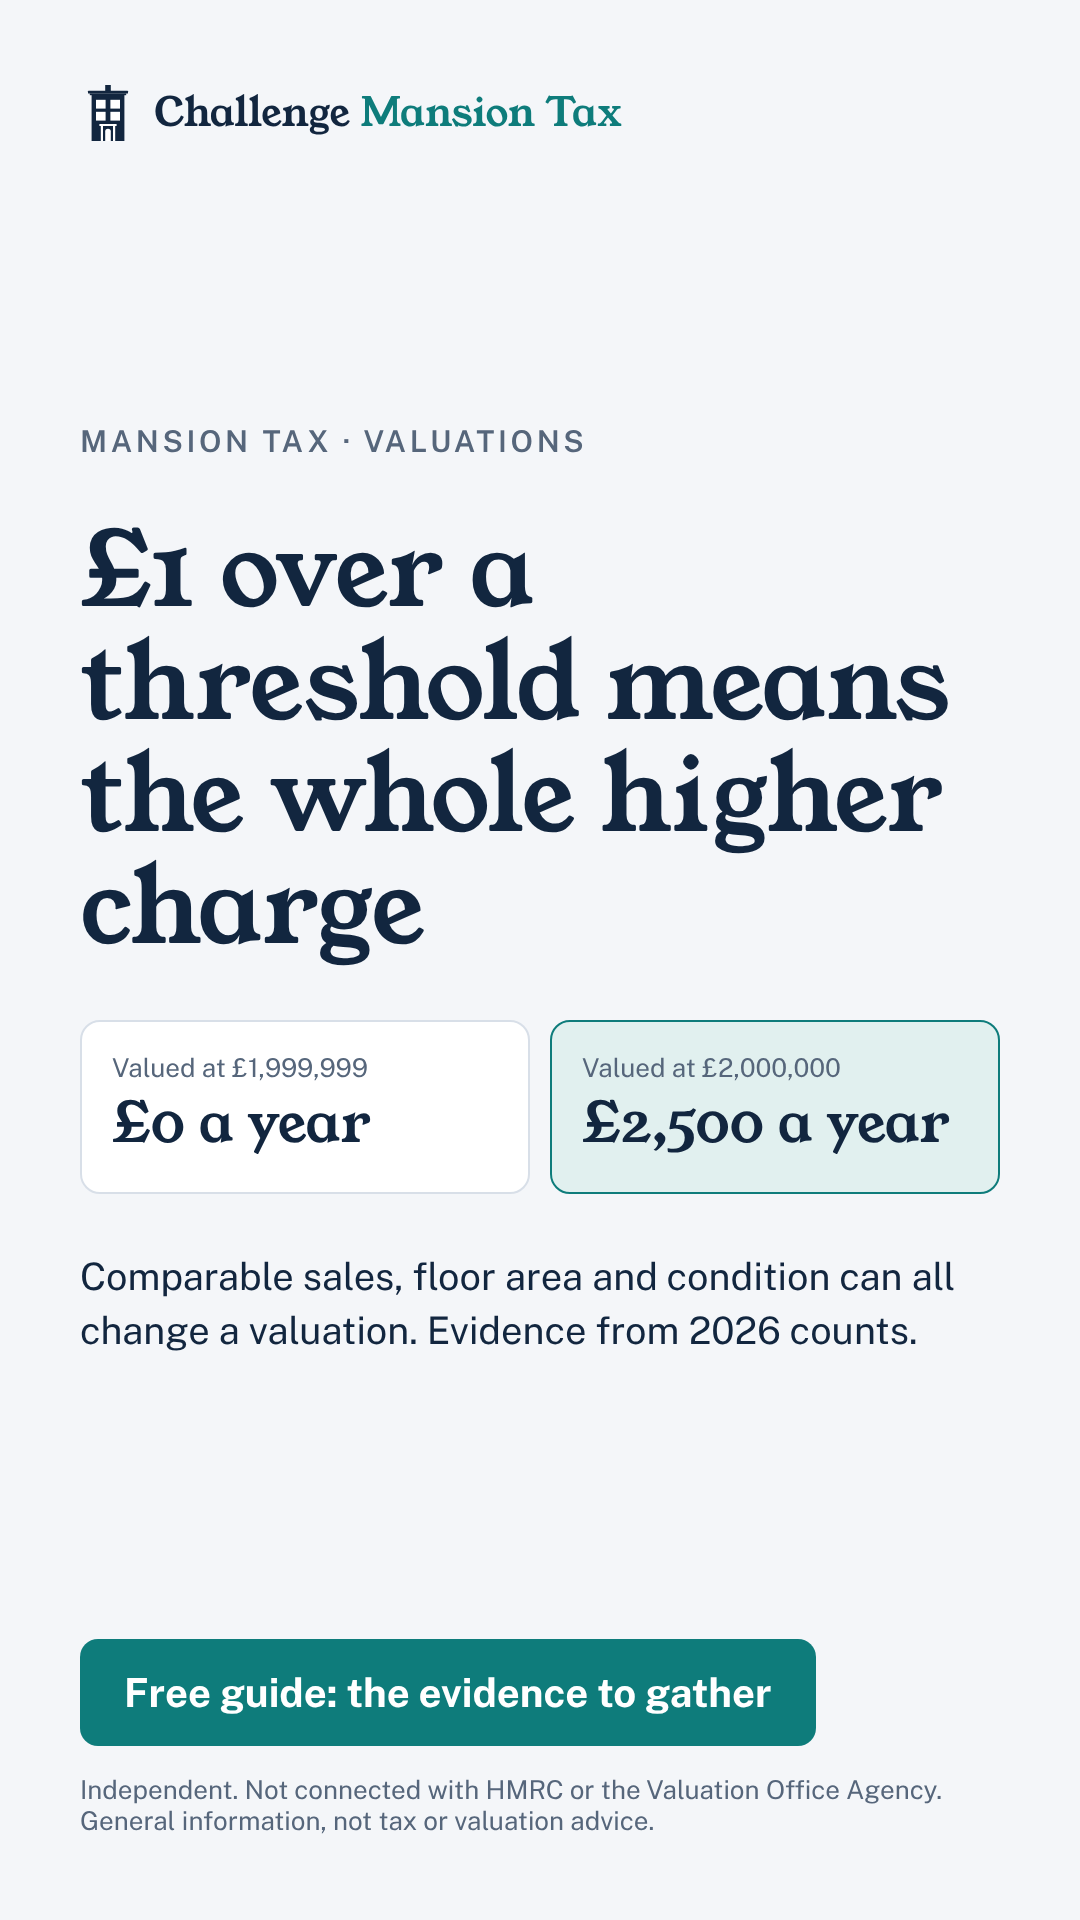 Challenge Mansion Tax
MANSION TAX · VALUATIONS
£1 over a
threshold means
the whole higher
charge
Valued at £1,999,999
£0 a year
Valued at £2,000,000
£2,500 a year
Comparable sales, floor area and condition can all
change a valuation. Evidence from 2026 counts.
Free guide: the evidence to gather
Independent. Not connected with HMRC or the Valuation Office Agency.
General information, not tax or valuation advice.